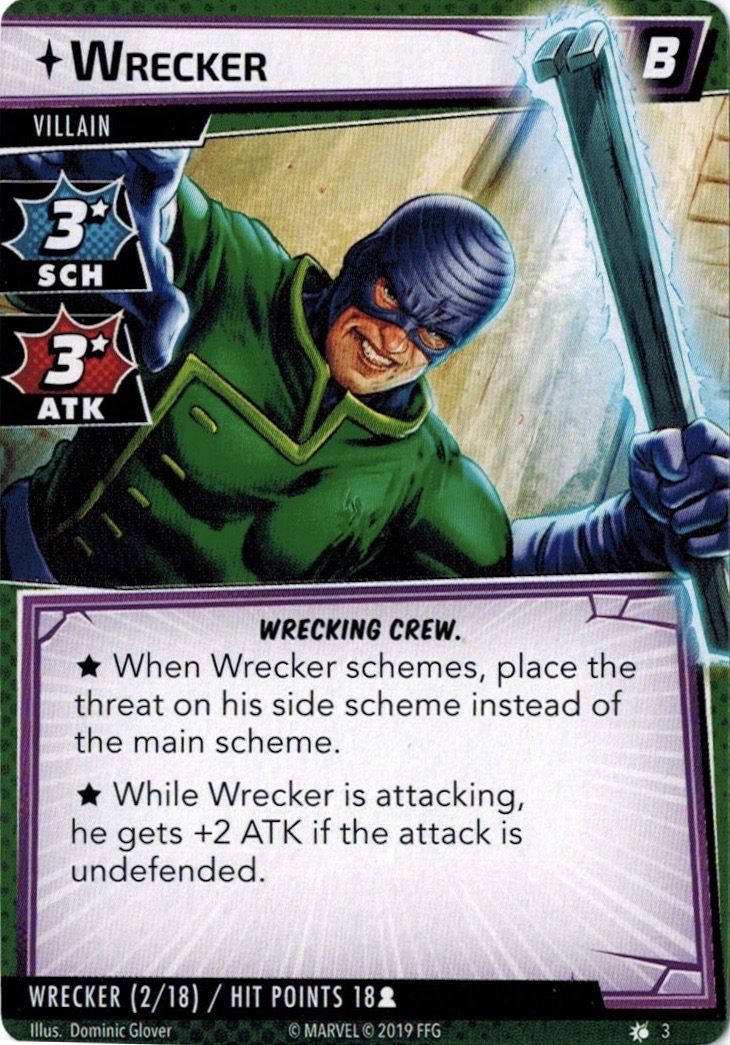 WRECKER
B
VILLAIN
3
SCH
3
ATK
WRECKING CREW.
★ When Wrecker schemes, place the
threat on his side scheme instead of
the main scheme.
★ While Wrecker is attacking,
he gets +2 ATK if the attack is
undefended.
WRECKER (2/18) / HIT POINTS 18
Illus. Dominic Glover
© MARVEL © 2019 FFG
3